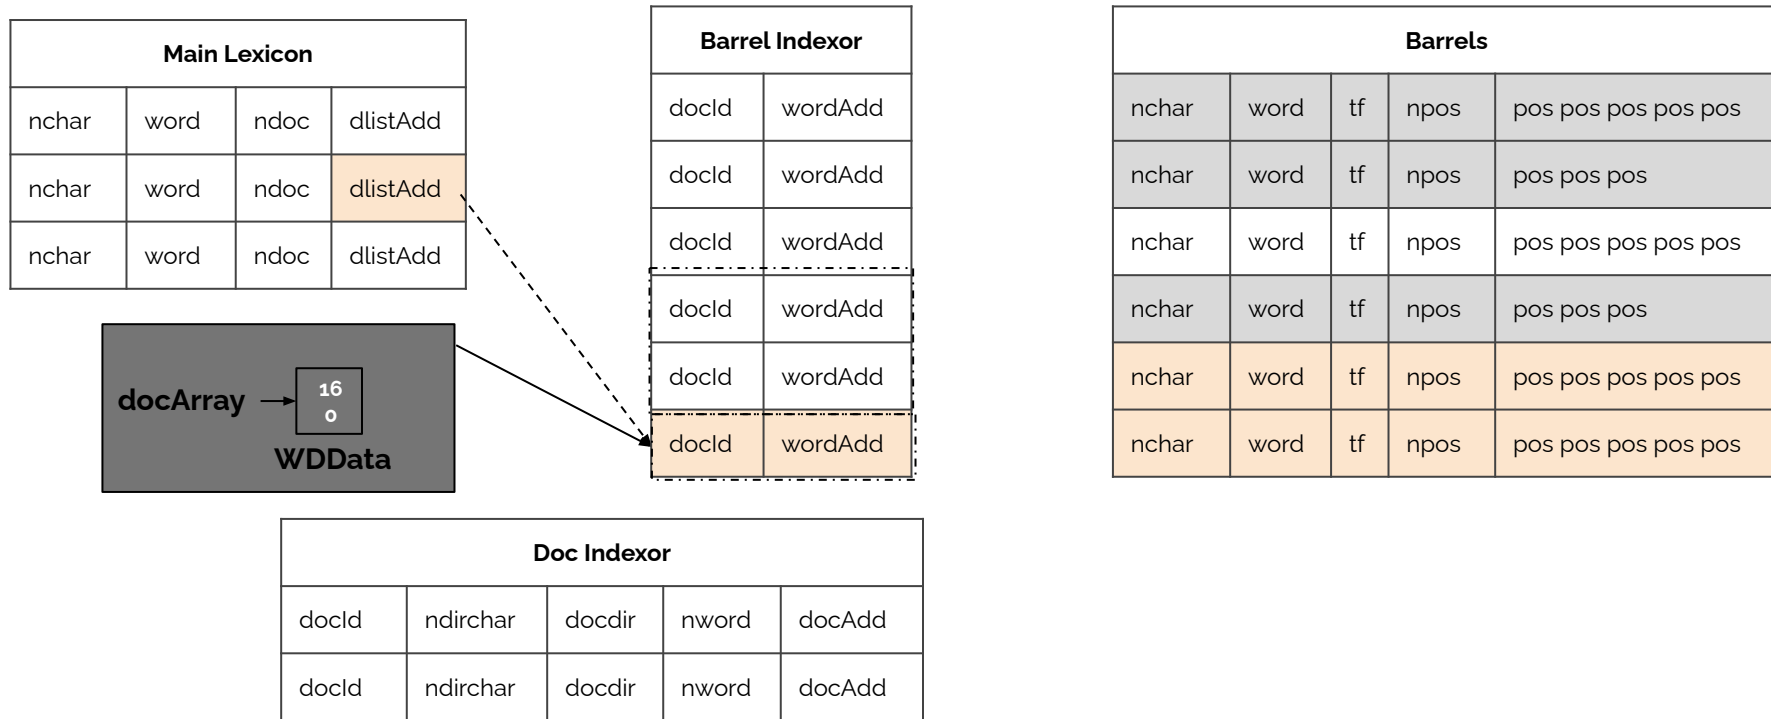 Main Lexicon
nchar word ndoc dlistAdd
nchar word ndoc dlistAdd
nchar word ndoc dlistAdd
docArray
16
0
WDData
Barrel Indexor
docId wordAdd
docId wordAdd
docId wordAdd
docId wordAdd
docId wordAdd
docId wordAdd
Barrels
nchar word tf npos pos pos pos pos pos
nchar word tf npos pos pos pos
nchar word tf npos pos pos pos pos pos
nchar word tf npos pos pos pos
nchar word tf npos pos pos pos pos pos
nchar word tf npos pos pos pos pos pos
Doc Indexor
docId ndirchar docdir nword docAdd
docId ndirchar docdir nword docAdd